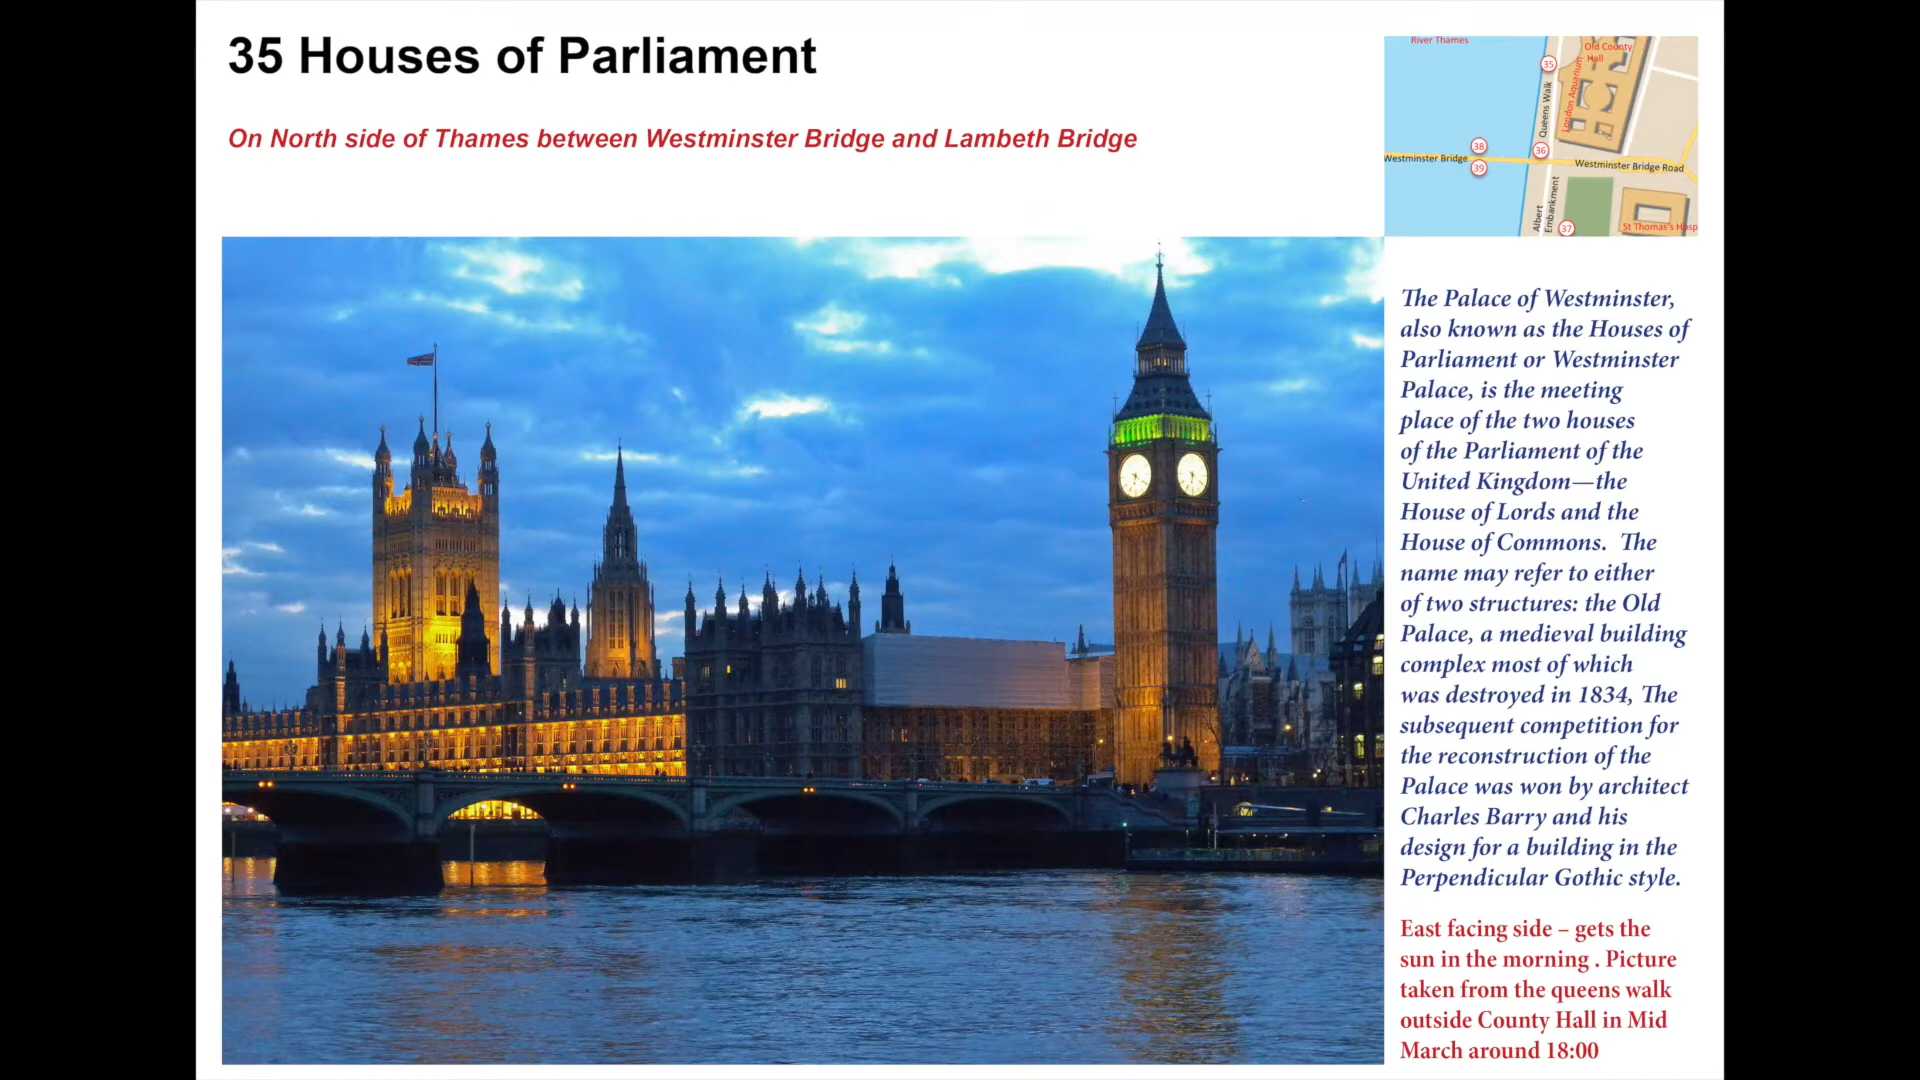 35 Houses of Parliament
On North side of Thames between Westminster Bridge and Lambeth Bridge
River Thames
Old County
Hall
35
London Aquarium
Queens Walk
38
36
Westminster Bridge
Westminster Bridge Road
39
Albert
Embankment
37
St Thomas's Hosp
The Palace of Westminster,
also known as the Houses of
Parliament or Westminster
Palace, is the meeting
place of the two houses
of the Parliament of the
United Kingdom—the
House of Lords and the
House of Commons.  The
name may refer to either
of two structures: the Old
Palace, a medieval building
complex most of which
was destroyed in 1834, The
subsequent competition for
the reconstruction of the
Palace was won by architect
Charles Barry and his
design for a building in the
Perpendicular Gothic style.
East facing side – gets the
sun in the morning . Picture
taken from the queens walk
outside County Hall in Mid
March around 18:00